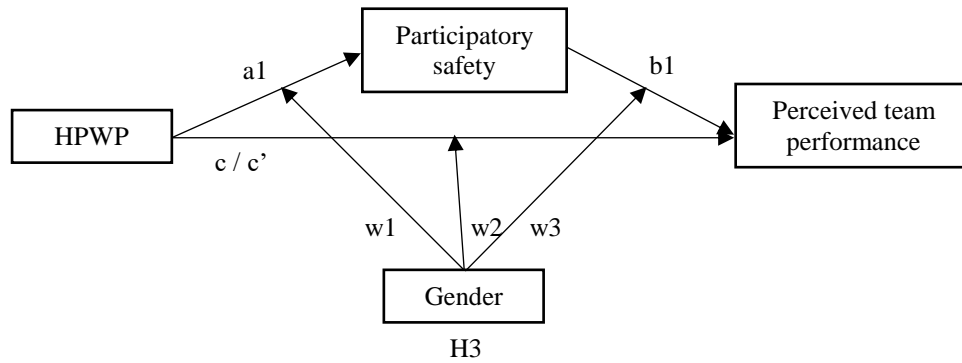 Participatory
safety
a1
b1
HPWP
Perceived team
performance
c / c’
w1
w2
w3
Gender
H3